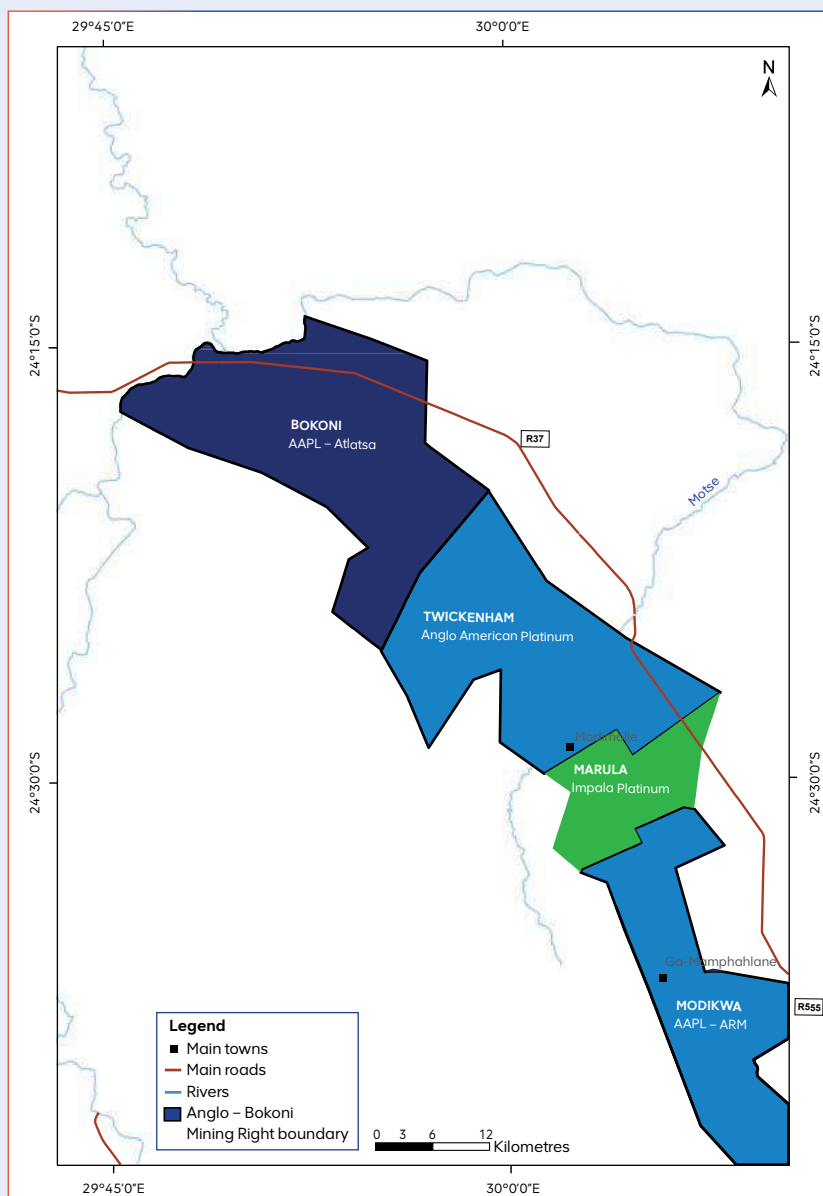 29°45'0"E
30°0'0"E
N
24°15'0"S
24°15'0"S
BOKONI
AAPL – Atlatsa
R37
Motse
TWICKENHAM
Anglo American Platinum
Modimolle
MARULA
Impala Platinum
24°30'0"S
24°30'0"S
Ga-Mamphahlane
MODIKWA
AAPL – ARM
R555
Legend
Main towns
Main roads
Rivers
Anglo – Bokoni
Mining Right boundary
0 3 6 12
Kilometres
29°45'0"E
30°0'0"E